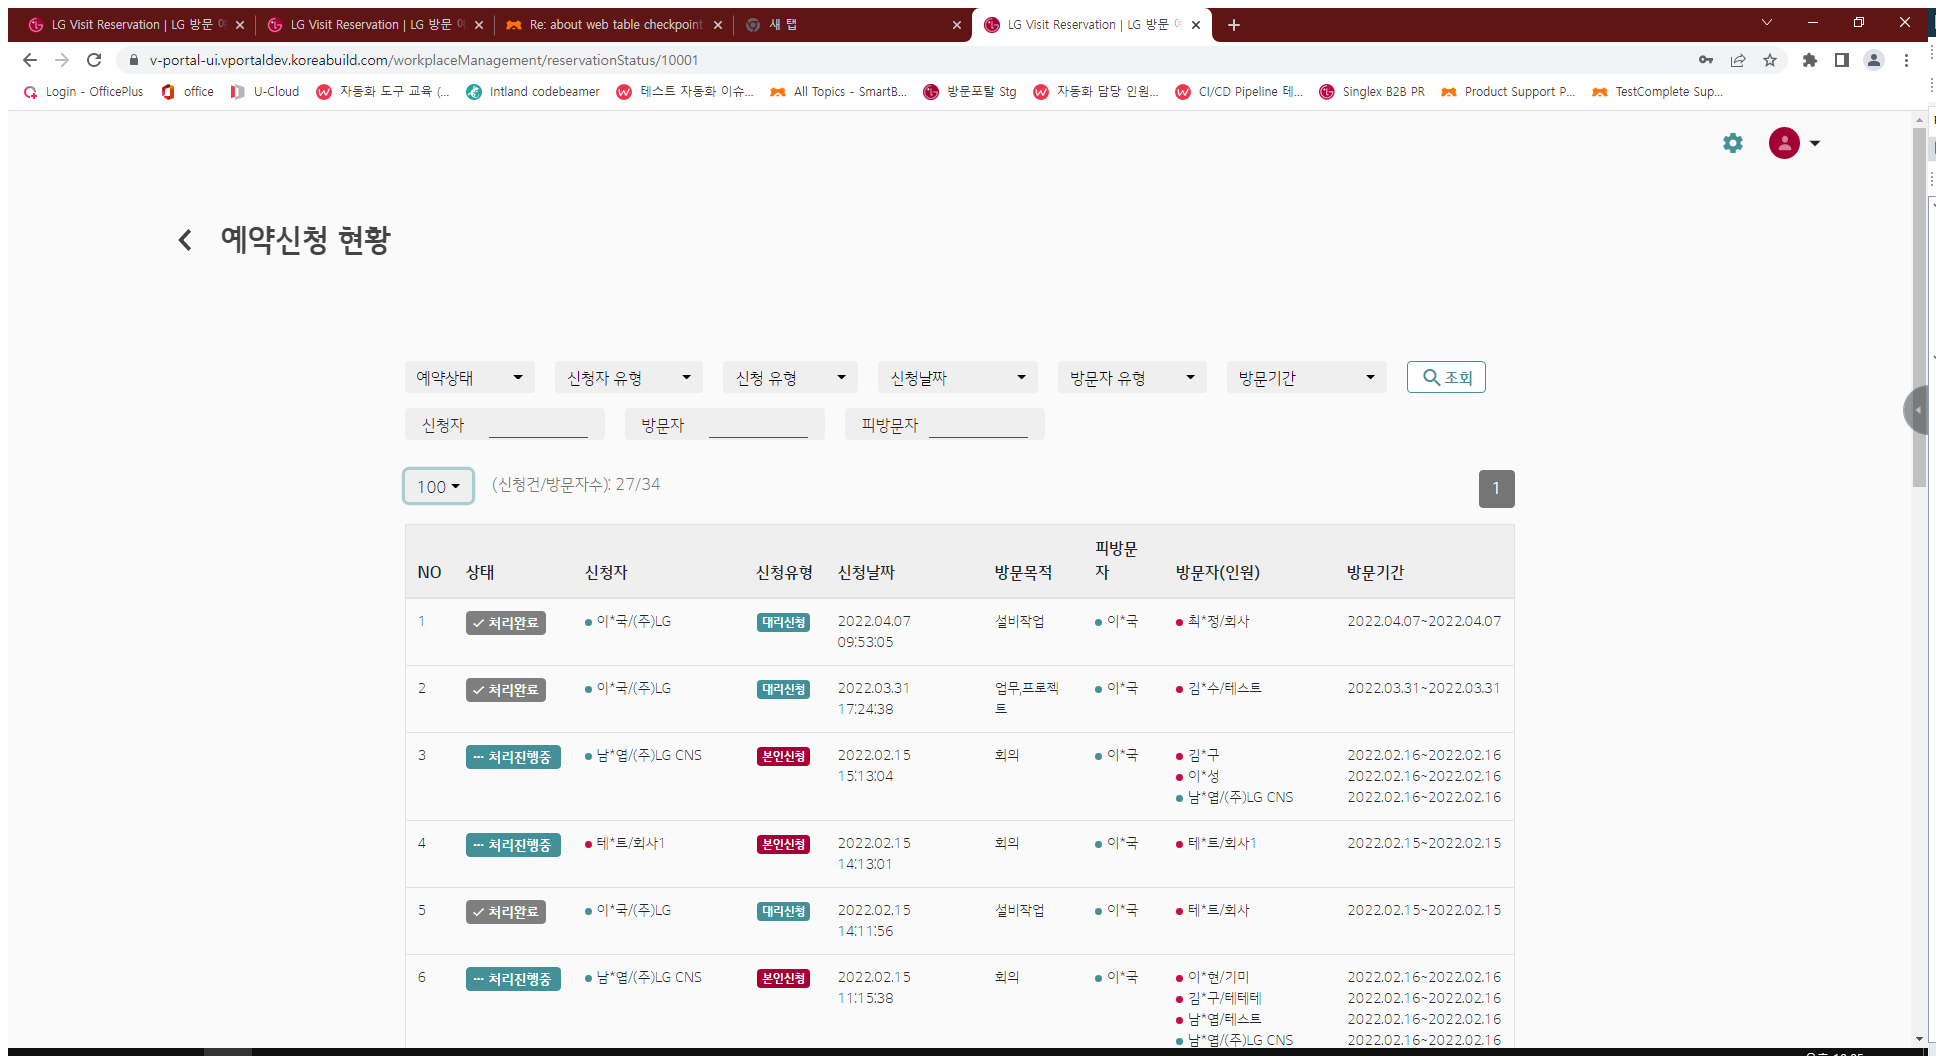 LG Visit Reservation | LG 방문
LG Visit Reservation | LG 방문
Re: about web table checkpoint
새 탭
LG Visit Reservation | LG 방문
v-portal-ui.vportaldev.koreabuild.com/workplaceManagement/reservationStatus/10001
Login - OfficePlus
office
U-Cloud
자동화 도구 교육 (...
Intland codebeamer
테스트 자동화 이슈...
All Topics - SmartB...
방문포탈 Stg
자동화 담당 인원...
CI/CD Pipeline 테...
Singlex B2B PR
Product Support P...
TestComplete Sup...
예약신청 현황
예약상태
신청자 유형
신청 유형
신청날짜
방문자 유형
방문기간
조회
신청자
방문자
피방문자
100
(신청건/방문자수): 27/34
1
NO 상태 신청자 신청유형 신청날짜 방문목적 피방문자 방문자(인원) 방문기간
1 처리완료 이*국/(주)LG 대리신청 2022.04.07 설비작업 이*국 최*정/회사 2022.04.07~2022.04.07
09:53:05
2 처리완료 이*국/(주)LG 대리신청 2022.03.31 업무,프로젝 이*국 김*수/테스트 2022.03.31~2022.03.31
17:24:38 트
3 처리진행중 남*엽/(주)LG CNS 본인신청 2022.02.15 회의 이*국 김*구 2022.02.16~2022.02.16
15:13:04 이*성 2022.02.16~2022.02.16
남*엽/(주)LG CNS 2022.02.16~2022.02.16
4 처리진행중 테*트/회사1 본인신청 2022.02.15 회의 이*국 테*트/회사1 2022.02.15~2022.02.15
14:13:01
5 처리완료 이*국/(주)LG 대리신청 2022.02.15 설비작업 이*국 테*트/회사 2022.02.15~2022.02.15
14:11:56
6 처리진행중 남*엽/(주)LG CNS 본인신청 2022.02.15 회의 이*국 이*현/기미 2022.02.16~2022.02.16
11:15:38 김*구/테테테 2022.02.16~2022.02.16
남*엽/테스트 2022.02.16~2022.02.16
남*엽/(주)LG CNS 2022.02.16~2022.02.16